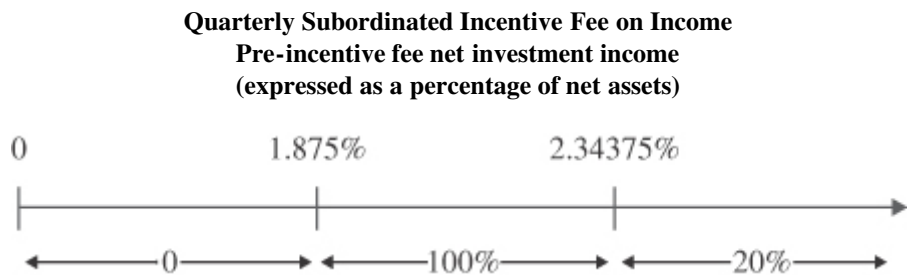 Quarterly Subordinated Incentive Fee on Income
Pre-incentive fee net investment income
(expressed as a percentage of net assets)
0 1.875% 2.34375%
0 100% 20%